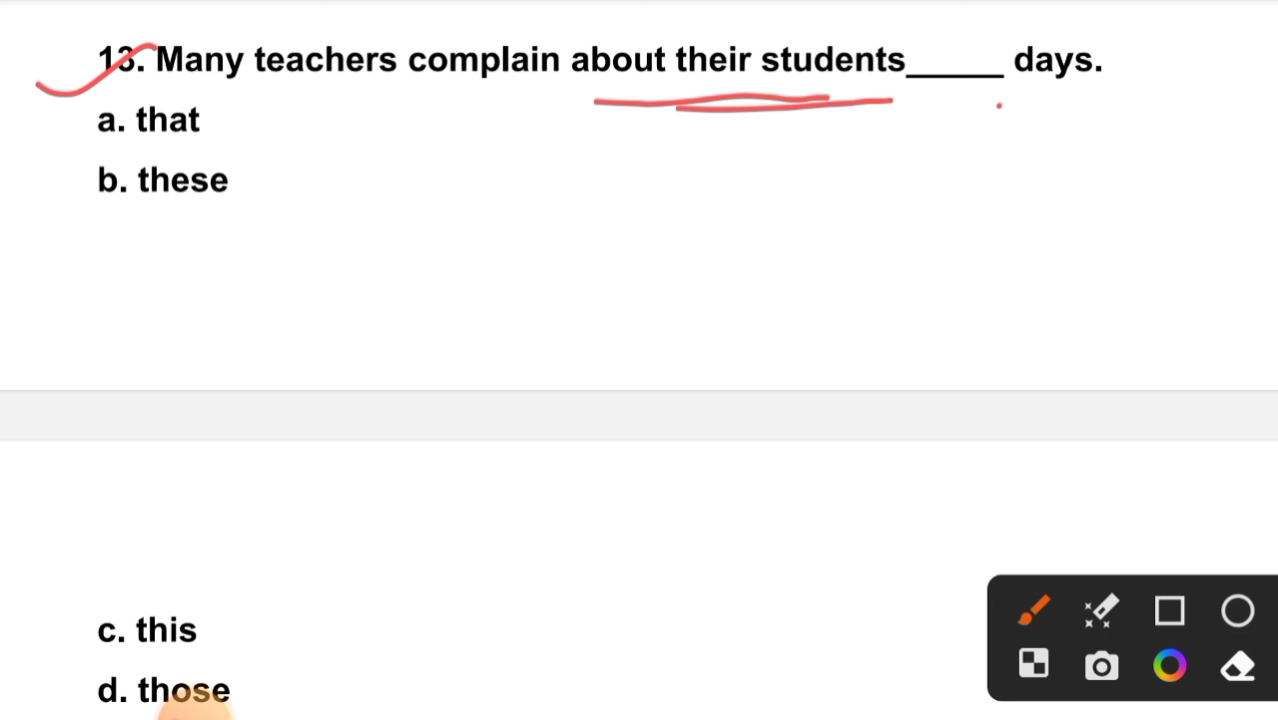 13. Many teachers complain about their students_____ days.
a. that
b. these
c. this
d. those